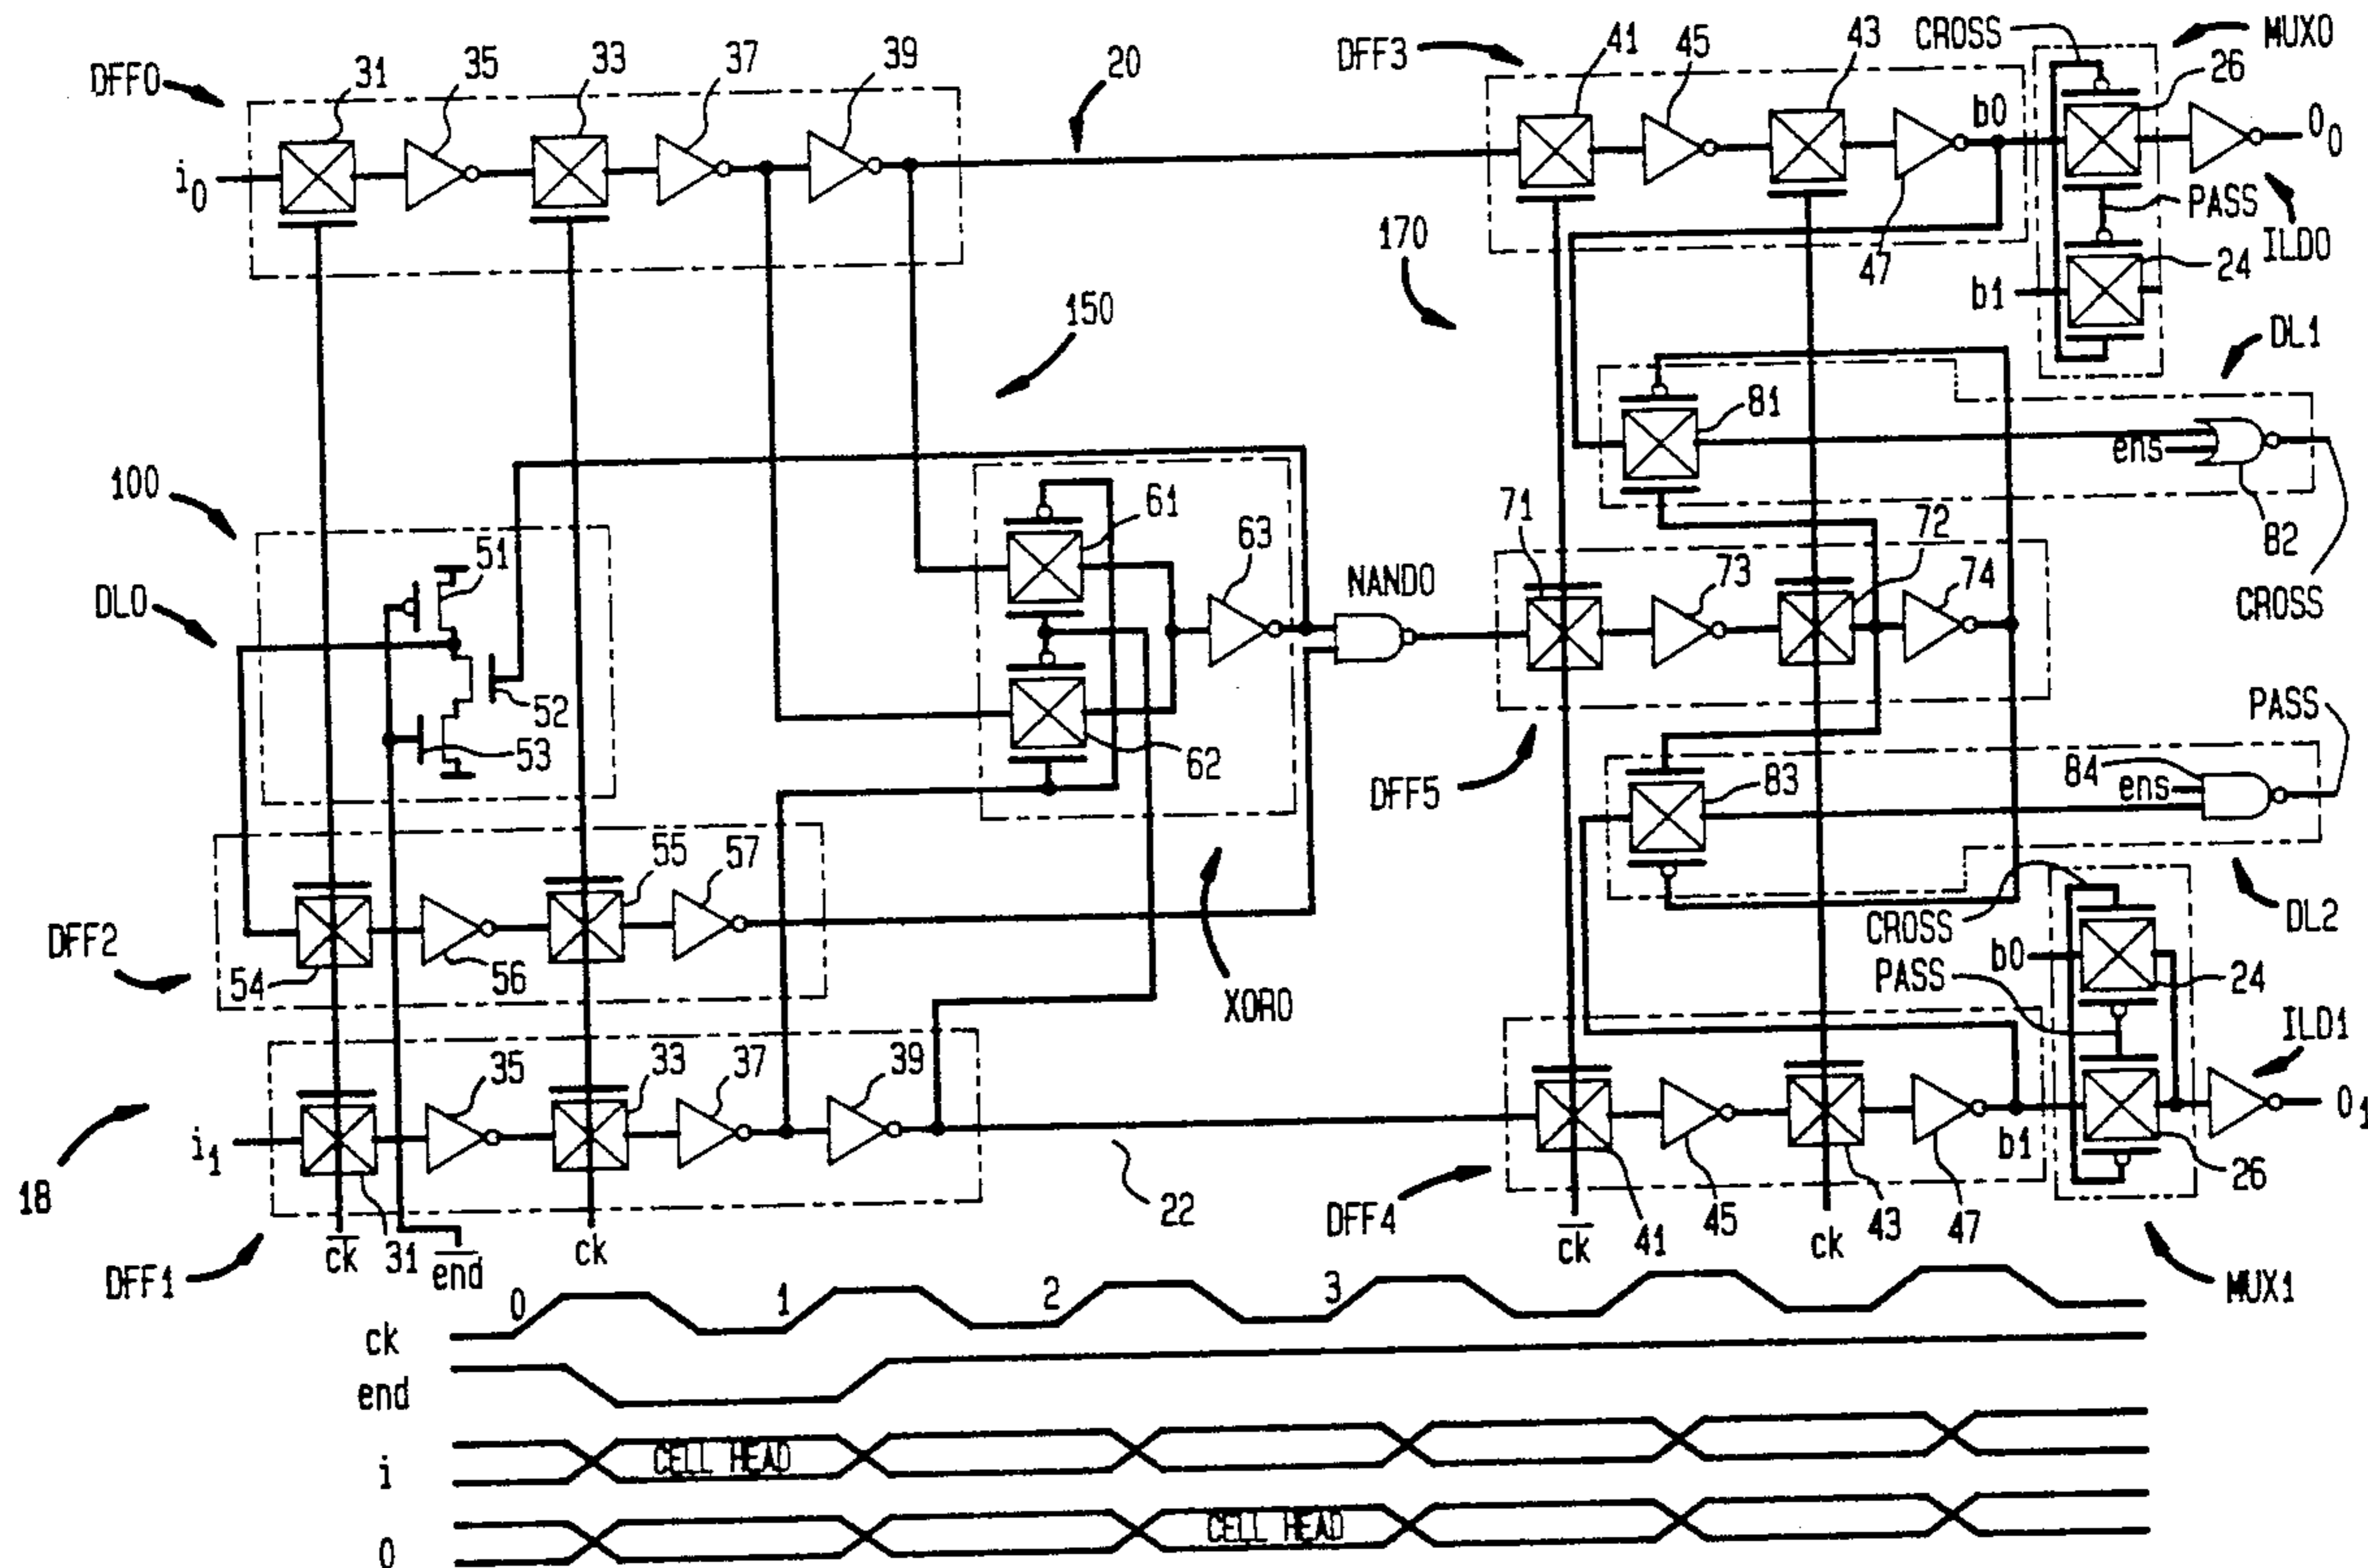 DFF0
31
35
33
37
39
20
DFF3
41
45
43
CROSS
MUX0
26
b0
i0
00
PASS
47
24
ILD0
b1
170
150
DL1
81
ens
82
CROSS
100
51
61
63
71
73
72
74
DL0
NAND0
52
53
62
PASS
84
ens
83
DFF5
55
57
DL2
CROSS
DFF2
54
56
XOR0
b0
24
PASS
ILD1
35
33
37
39
i1
b1
01
18
22
26
DFF4
41
45
43
47
DFF1
c̅k̅
31
e̅n̅d̅
ck
c̅k̅
ck
MUX1
0
1
2
3
ck
end
i
CELL HEAD
0
CELL HEAD